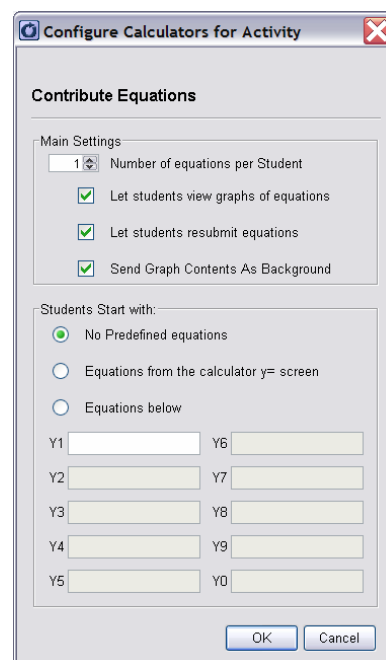 Configure Calculators for Activity
Contribute Equations
Main Settings
1 Number of equations per Student
Let students view graphs of equations
Let students resubmit equations
Send Graph Contents As Background
Students Start with:
No Predefined equations
Equations from the calculator y= screen
Equations below
Y1 Y6
Y2 Y7
Y3 Y8
Y4 Y9
Y5 Y0
OK Cancel